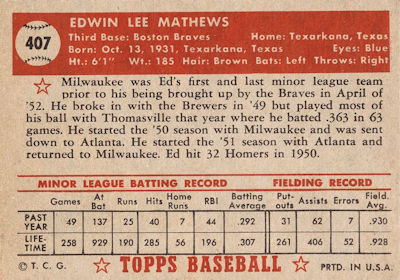 407
EDWIN LEE MATHEWS
Third Base: Boston Braves Home: Texarkana, Texas
Born: Oct. 13, 1931, Texarkana, Texas Eyes: Blue
Ht.: 6'1" Wt.: 185 Hair: Brown Bats: Left Throws: Right
Milwaukee was Ed's first and last minor league team
prior to his being brought up by the Braves in April of
'52. He broke in with the Brewers in '49 but played most of
his ball with Thomasville that year where he batted .363 in 63
games. He started the '50 season with Milwaukee and was sent
down to Atlanta. He started the '51 season with Atlanta and
returned to Milwaukee. Ed hit 32 Homers in 1950.
MINOR LEAGUE BATTING RECORD FIELDING RECORD
Games At Bat Runs Hits Home Runs RBI Batting Average Put-outs Assists Errors Field. Avg.
PAST YEAR 49 137 25 40 7 44 .292 31 62 7 .930
LIFE-TIME 258 929 190 285 56 196 .307 261 406 52 .928
© T. C. G. TOPPS BASEBALL PRTD. IN U.S.A.